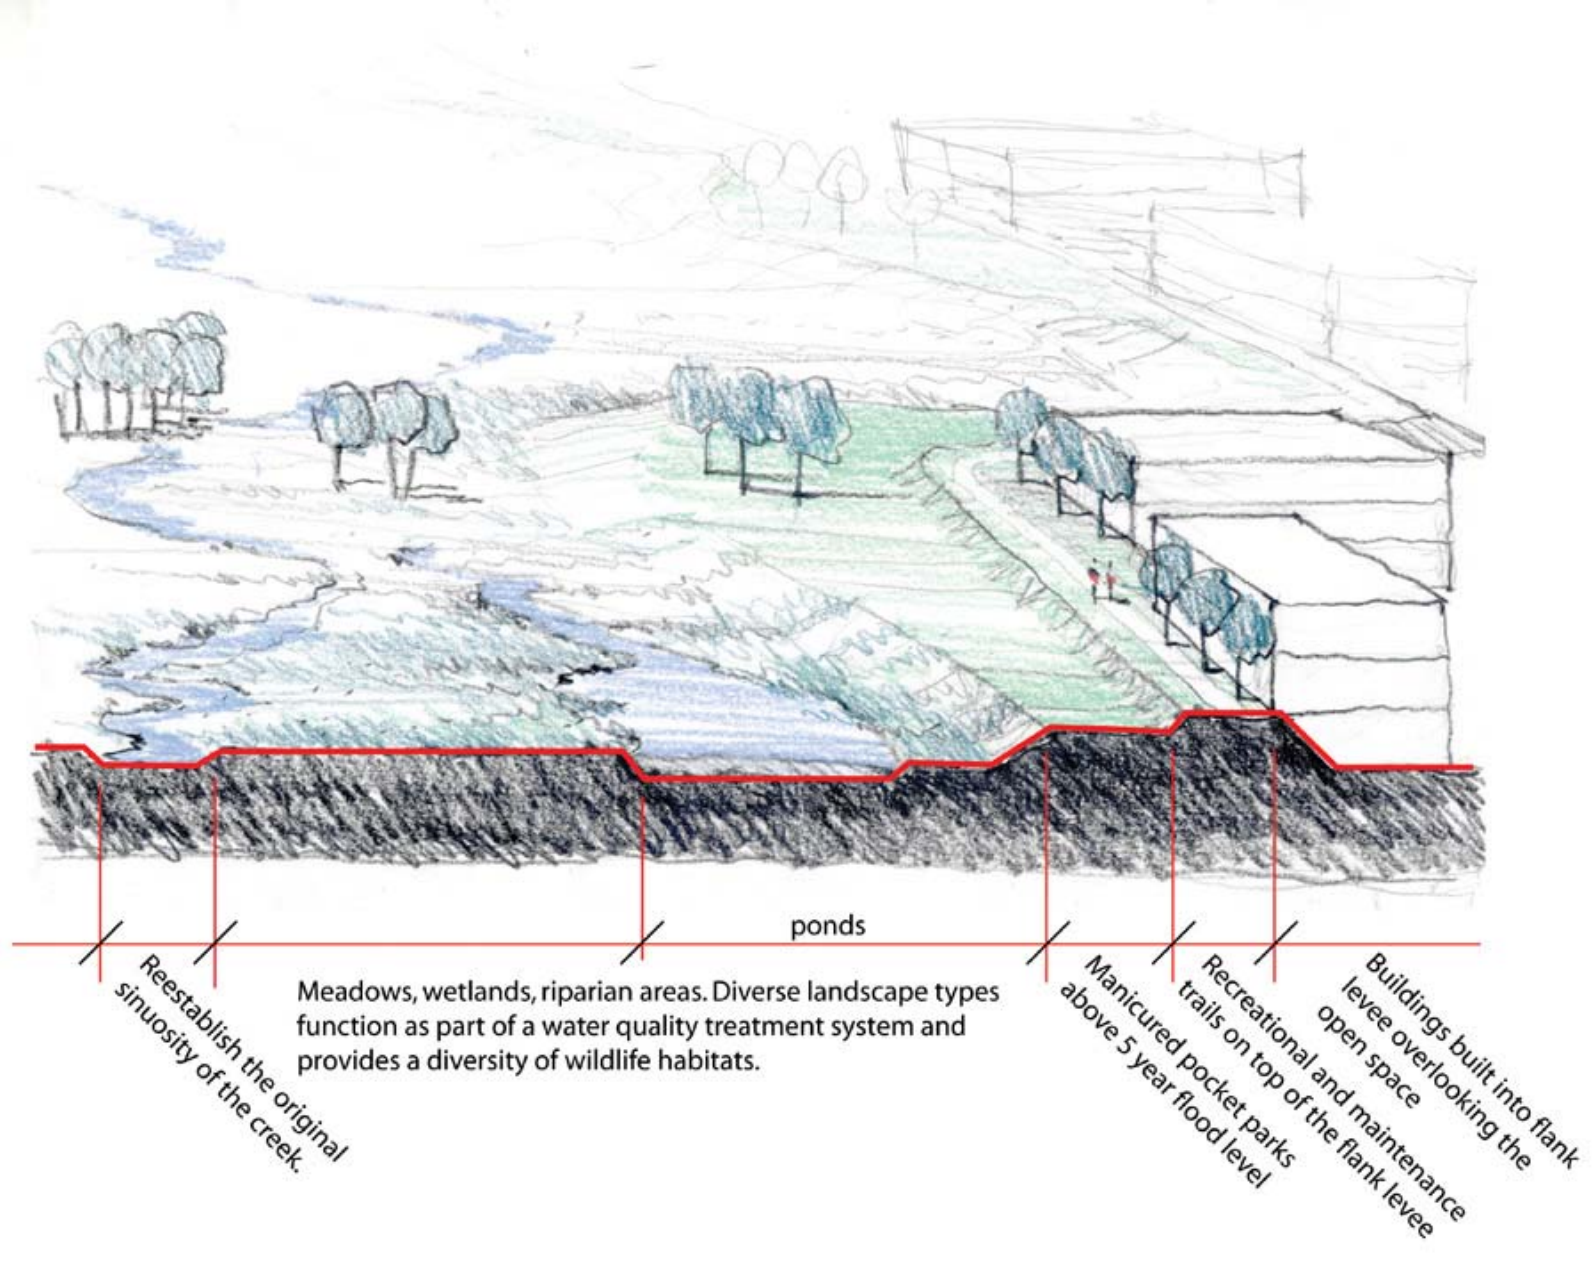 ponds
Reestablish the original
sinuosity of the creek.
Meadows, wetlands, riparian areas. Diverse landscape types
function as part of a water quality treatment system and
provides a diversity of wildlife habitats.
Manicured pocket parks
above 5 year flood level
Recreational and maintenance
trails on top of the flank levee
Buildings built into flank
levee overlooking the
open space